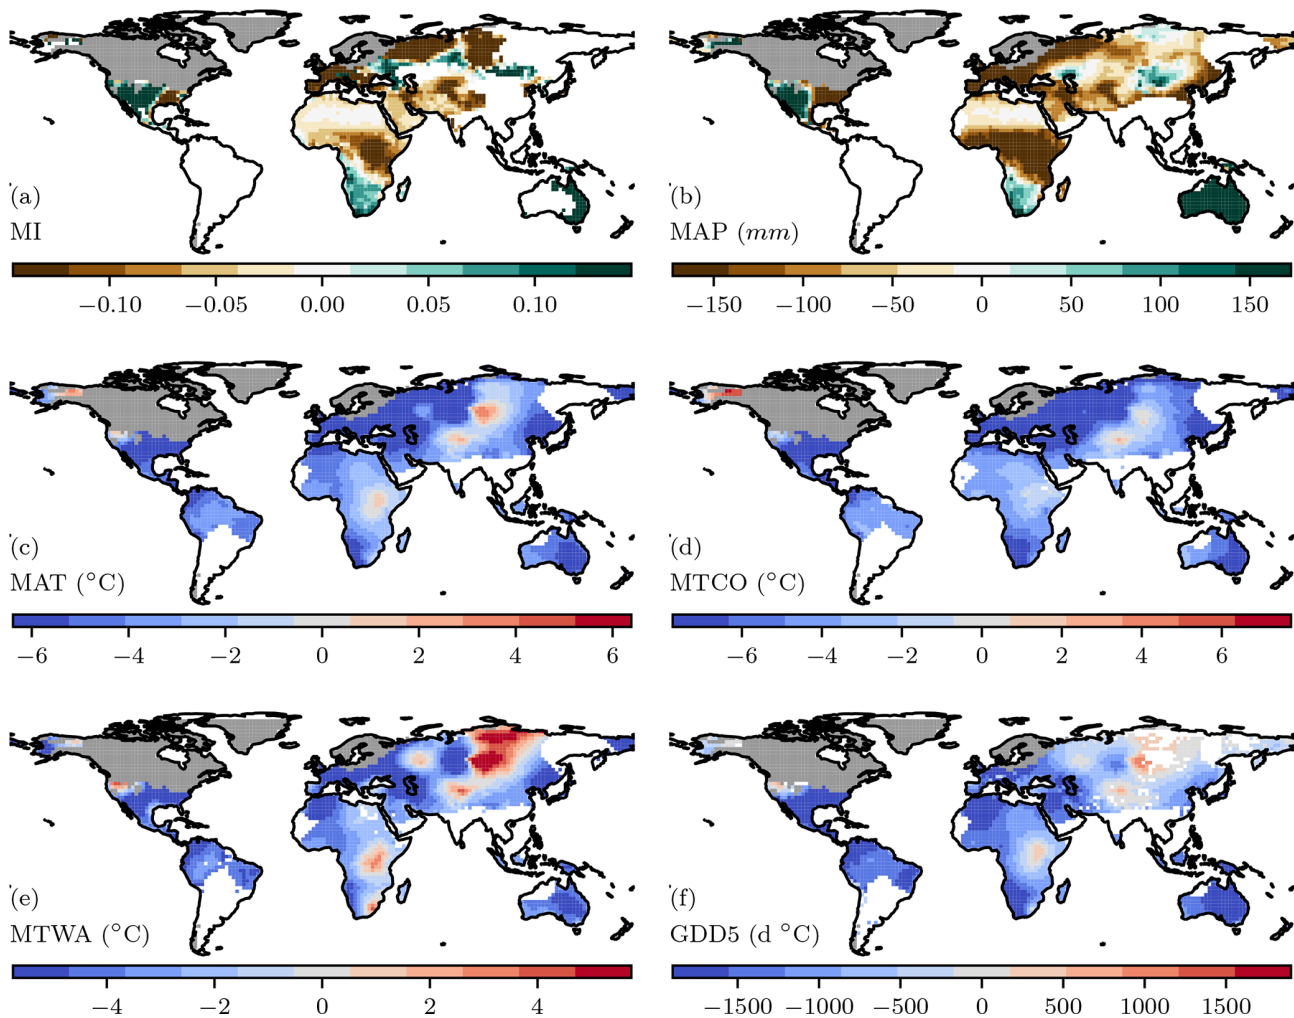 (a)
MI
−0.10 −0.05 0.00 0.05 0.10
(b)
MAP (mm)
−150 −100 −50 0 50 100 150
(c)
MAT (°C)
−6 −4 −2 0 2 4 6
(d)
MTCO (°C)
−6 −4 −2 0 2 4 6
(e)
MTWA (°C)
−4 −2 0 2 4
(f)
GDD5 (d °C)
−1500 −1000 −500 0 500 1000 1500